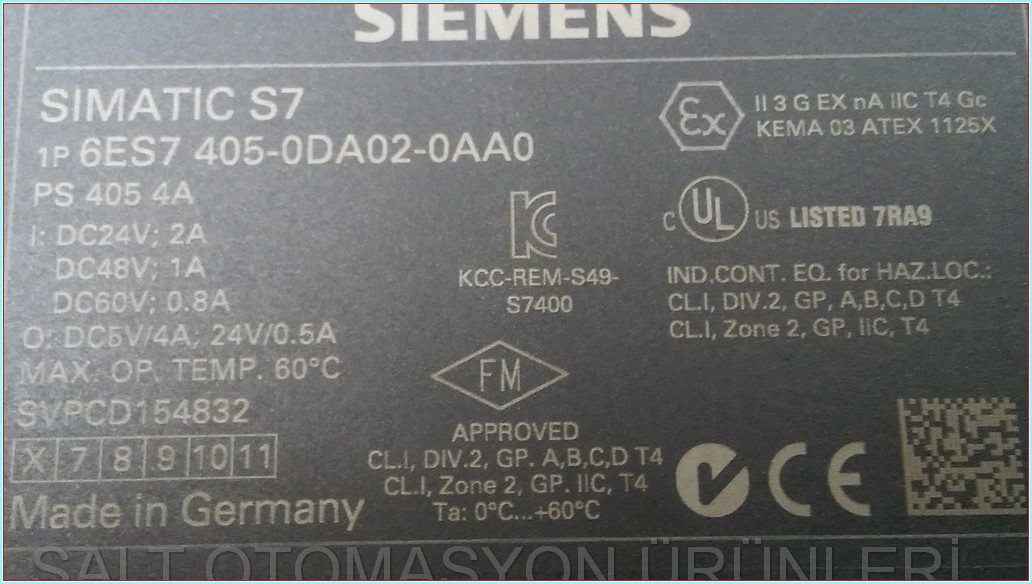 SIEMENS
SIMATIC S7
1P 6ES7 405-0DA02-0AA0
PS 405 4A
I: DC24V; 2A
DC48V; 1A
DC60V; 0.8A
O: DC5V/4A; 24V/0.5A
MAX. OP. TEMP. 60°C
SVPCD154832
X 7 8 9 10 11
Made in Germany
KCC-REM-S49-
S7400
FM
APPROVED
CL.I, DIV.2, GP. A,B,C,D T4
CL.I, Zone 2, GP. IIC, T4
Ta: 0°C...+60°C
Ex
II 3 G EX nA IIC T4 Gc
KEMA 03 ATEX 1125X
C UL US LISTED 7RA9
IND.CONT. EQ. for HAZ.LOC.:
CL.I, DIV.2, GP, A,B,C,D T4
CL.I, Zone 2, GP, IIC, T4
CE
SALT OTOMASYON ÜRÜNLERİ